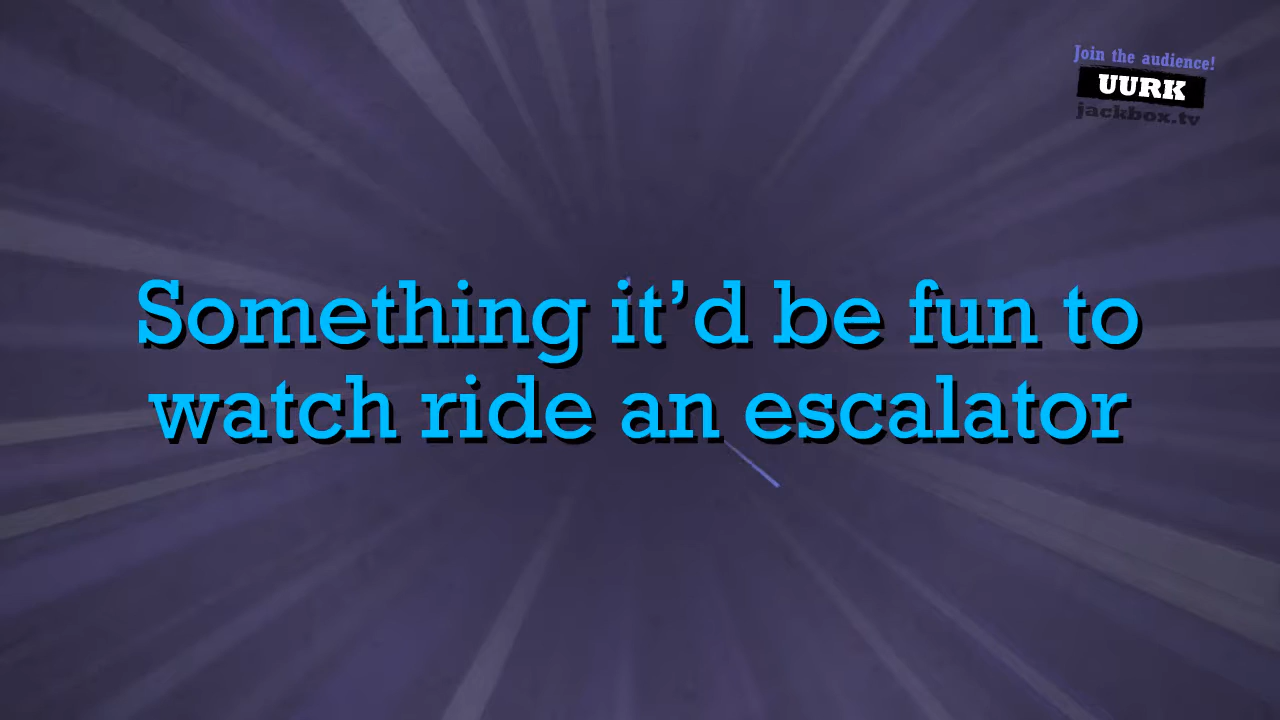 Join the audience!
UURK
jackbox.tv
Something it’d be fun to
watch ride an escalator